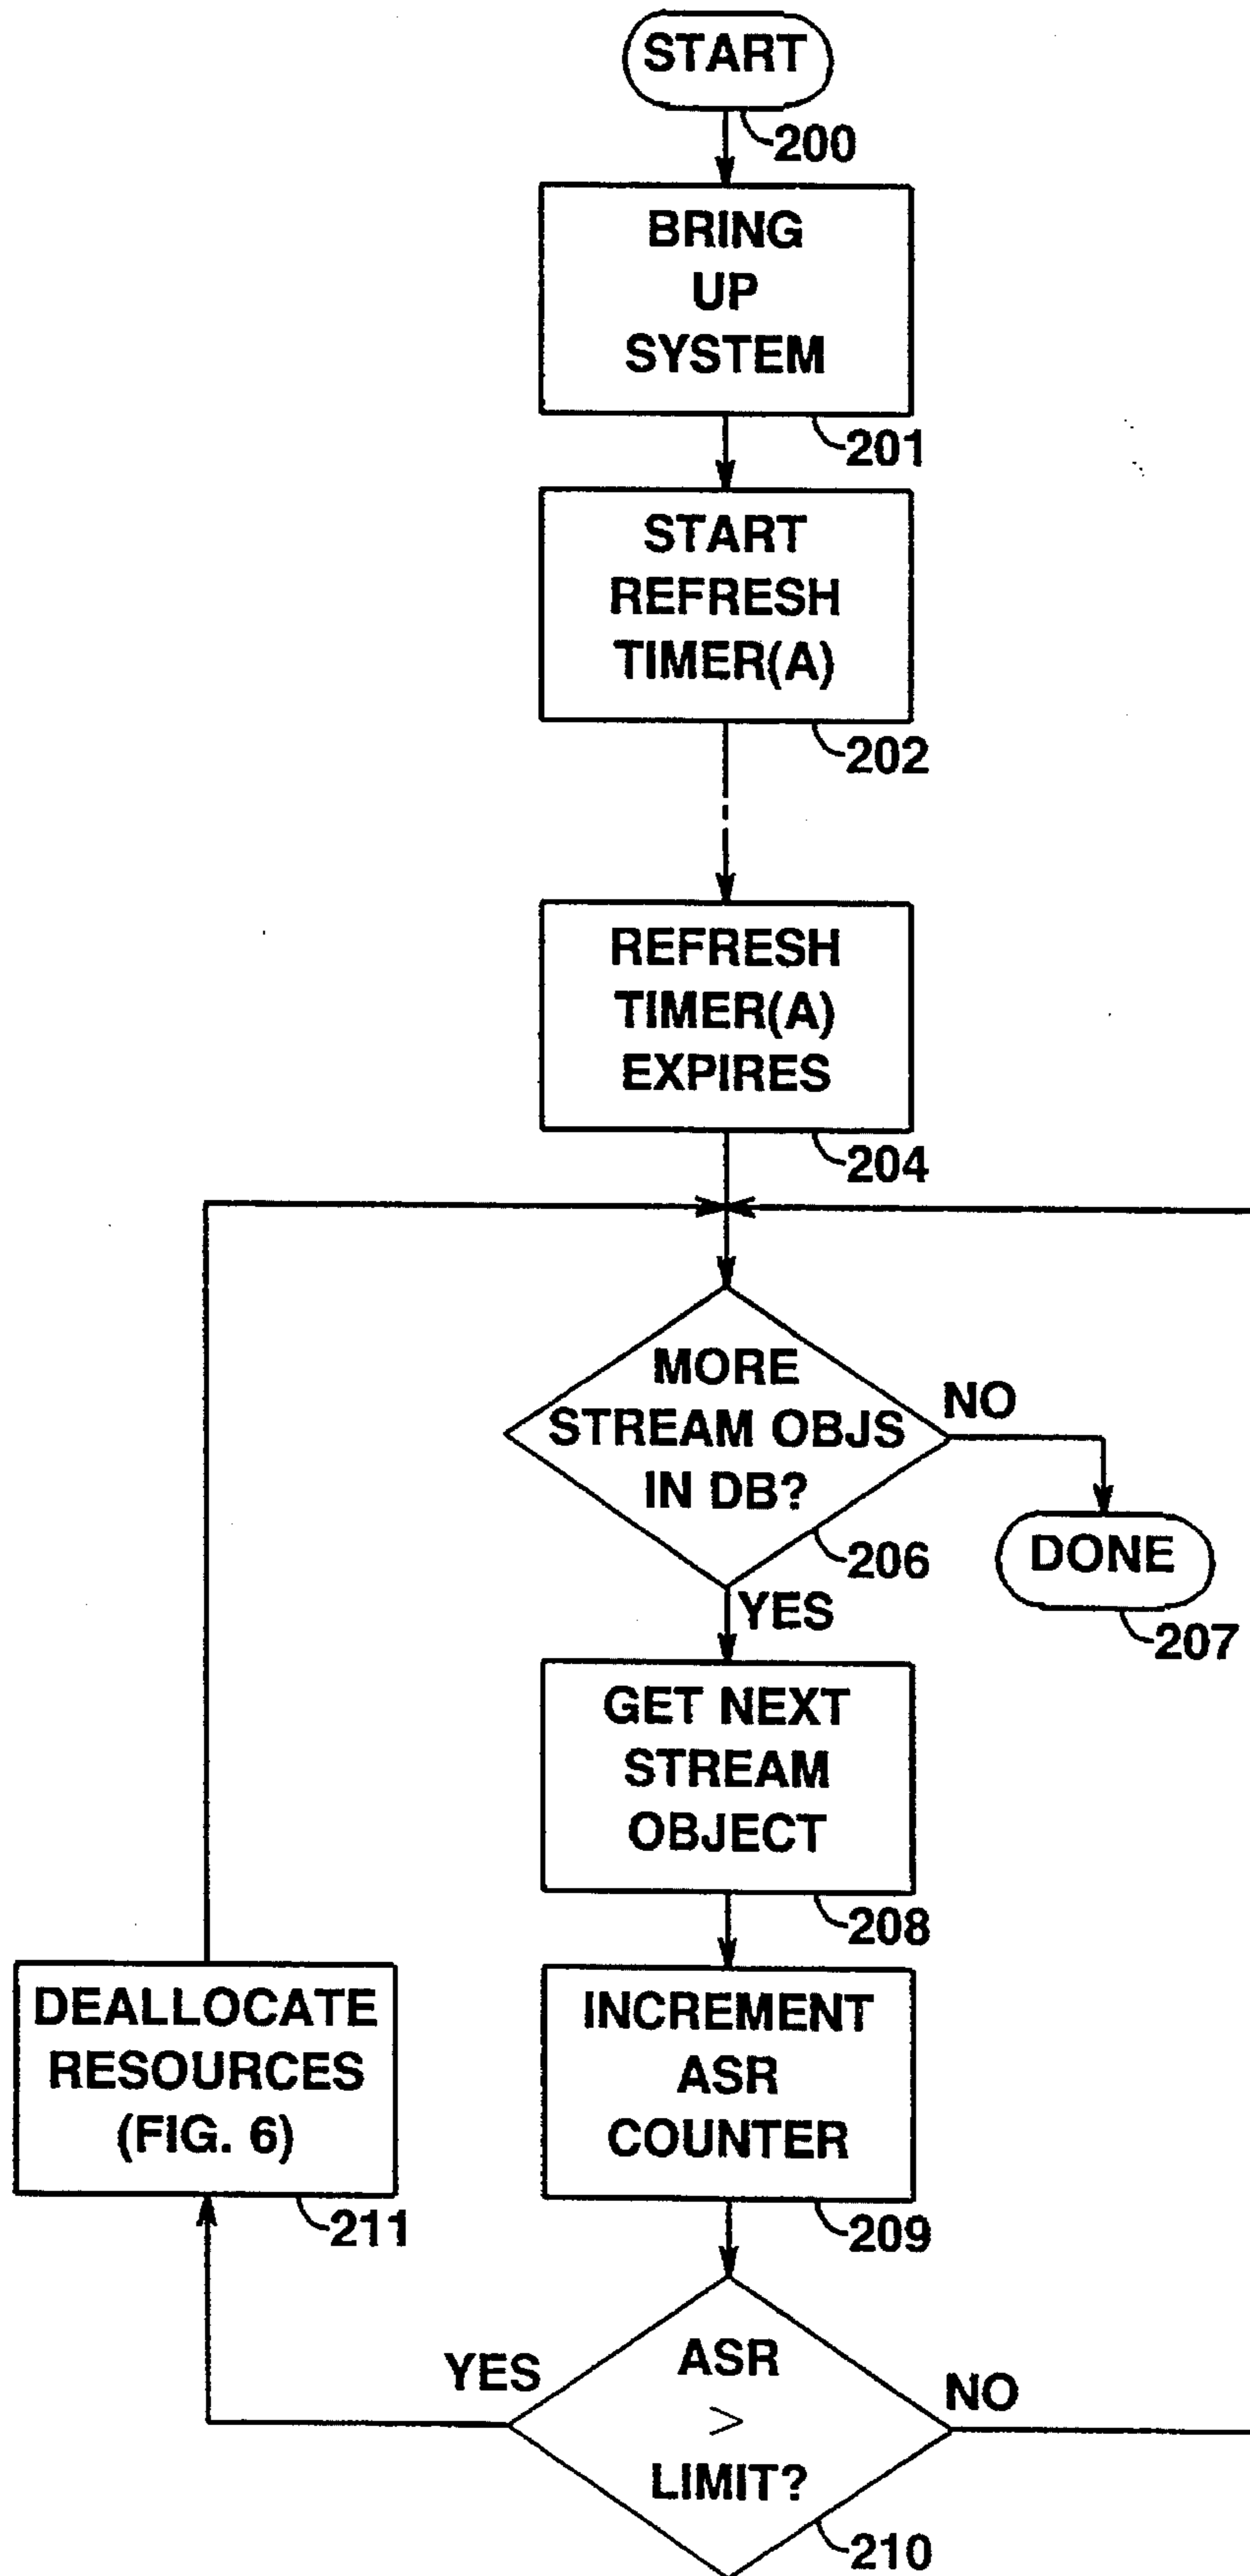 START
200
BRING
UP
SYSTEM
201
START
REFRESH
TIMER(A)
202
REFRESH
TIMER(A)
EXPIRES
204
MORE
STREAM OBJS
IN DB?
NO
206
DONE
207
YES
GET NEXT
STREAM
OBJECT
208
INCREMENT
ASR
COUNTER
209
DEALLOCATE
RESOURCES
(FIG. 6)
211
YES
ASR
>
LIMIT?
NO
210